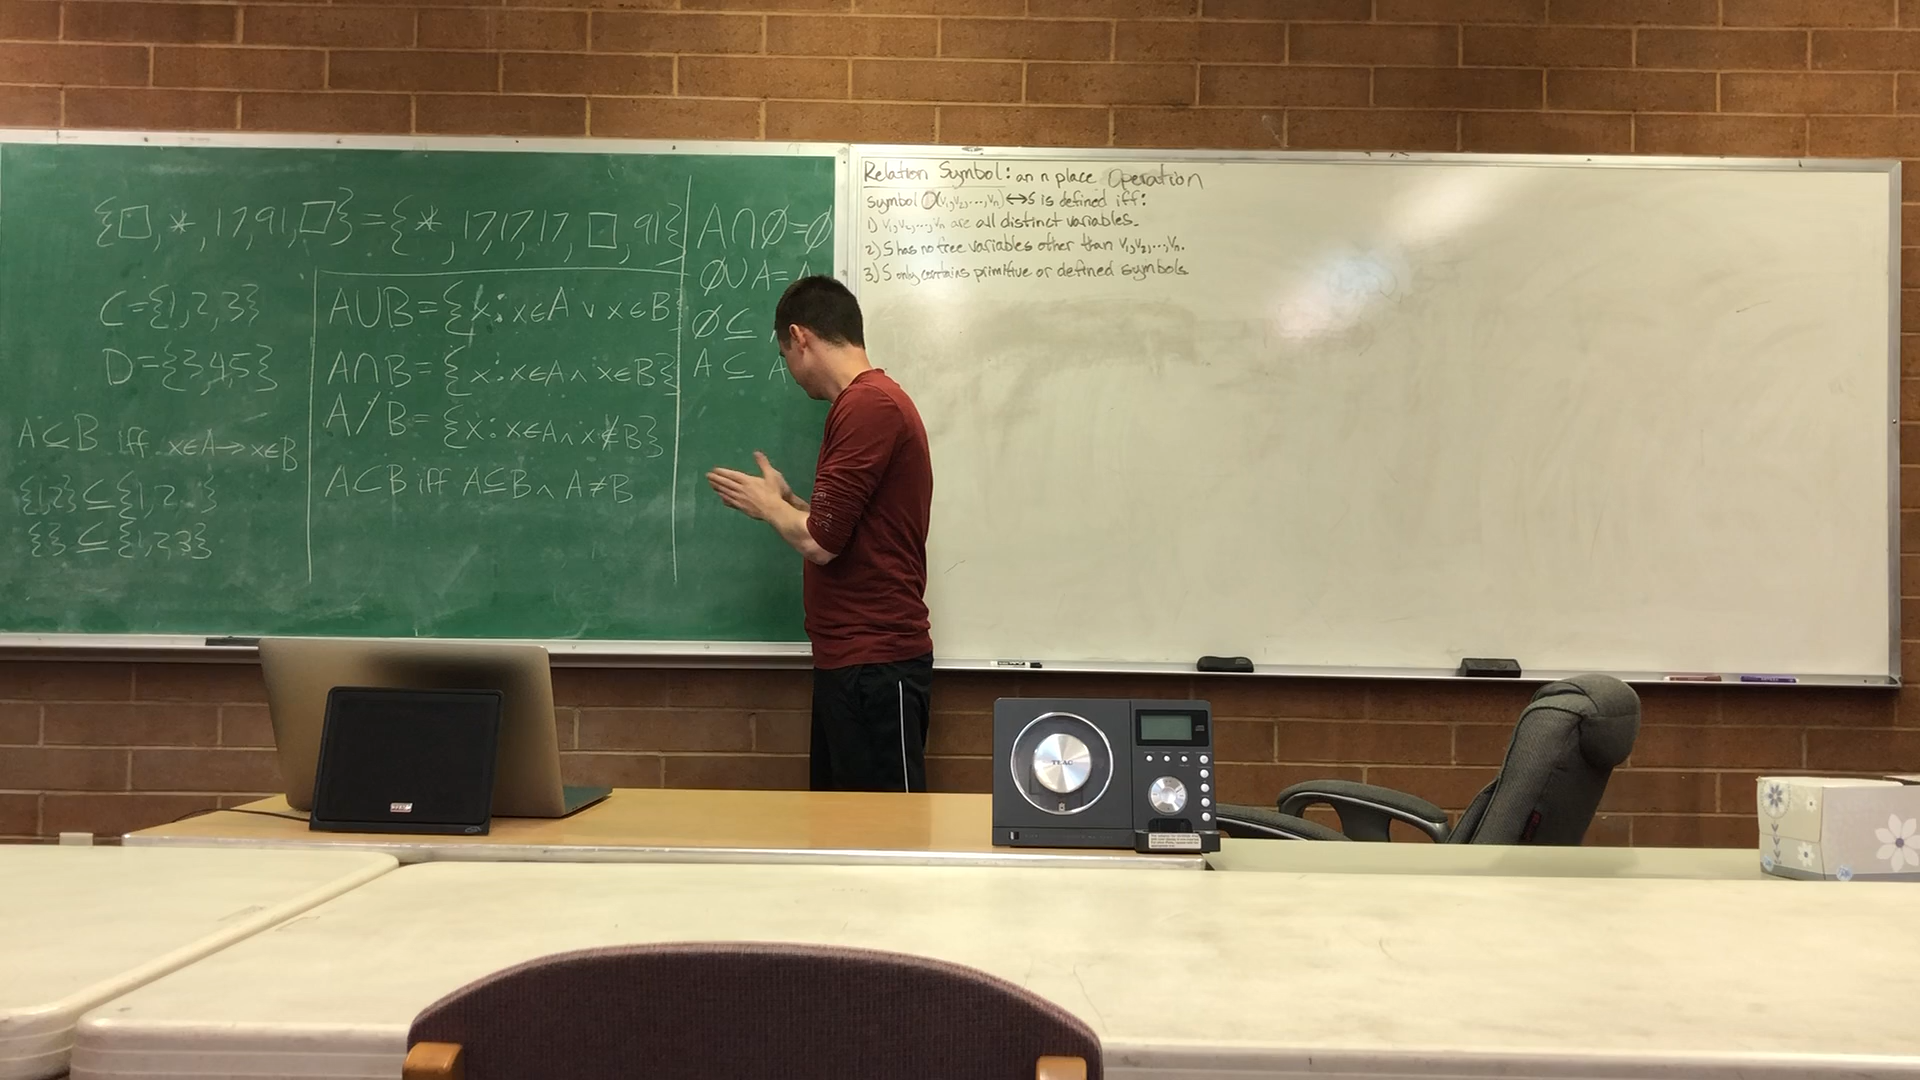 {□, *, 17, 91, □} = {*, 17, 17, 17, □, 91}
C={1,2,3}
D={3,4,5}
A⊆B iff x∈A→x∈B
{1,2}⊆{1,2 }
{}⊆{1,2,3}
A∪B={x:x∈A ∨ x∈B
A∩B={x:x∈A∧x∈B}
A/B={x:x∈A∧x∉B}
A⊂B iff A⊆B∧A≠B
A∩∅=∅
∅∪A=A
∅⊆
A⊆A
Relation Symbol: an n place Operation
symbol O(v₁,v₂,...,vₙ)↔S is defined iff:
1) v₁,v₂,...,vₙ are all distinct variables.
2) S has no free variables other than v₁,v₂,...,vₙ.
3) S only contains primitive or defined symbols
TEAC